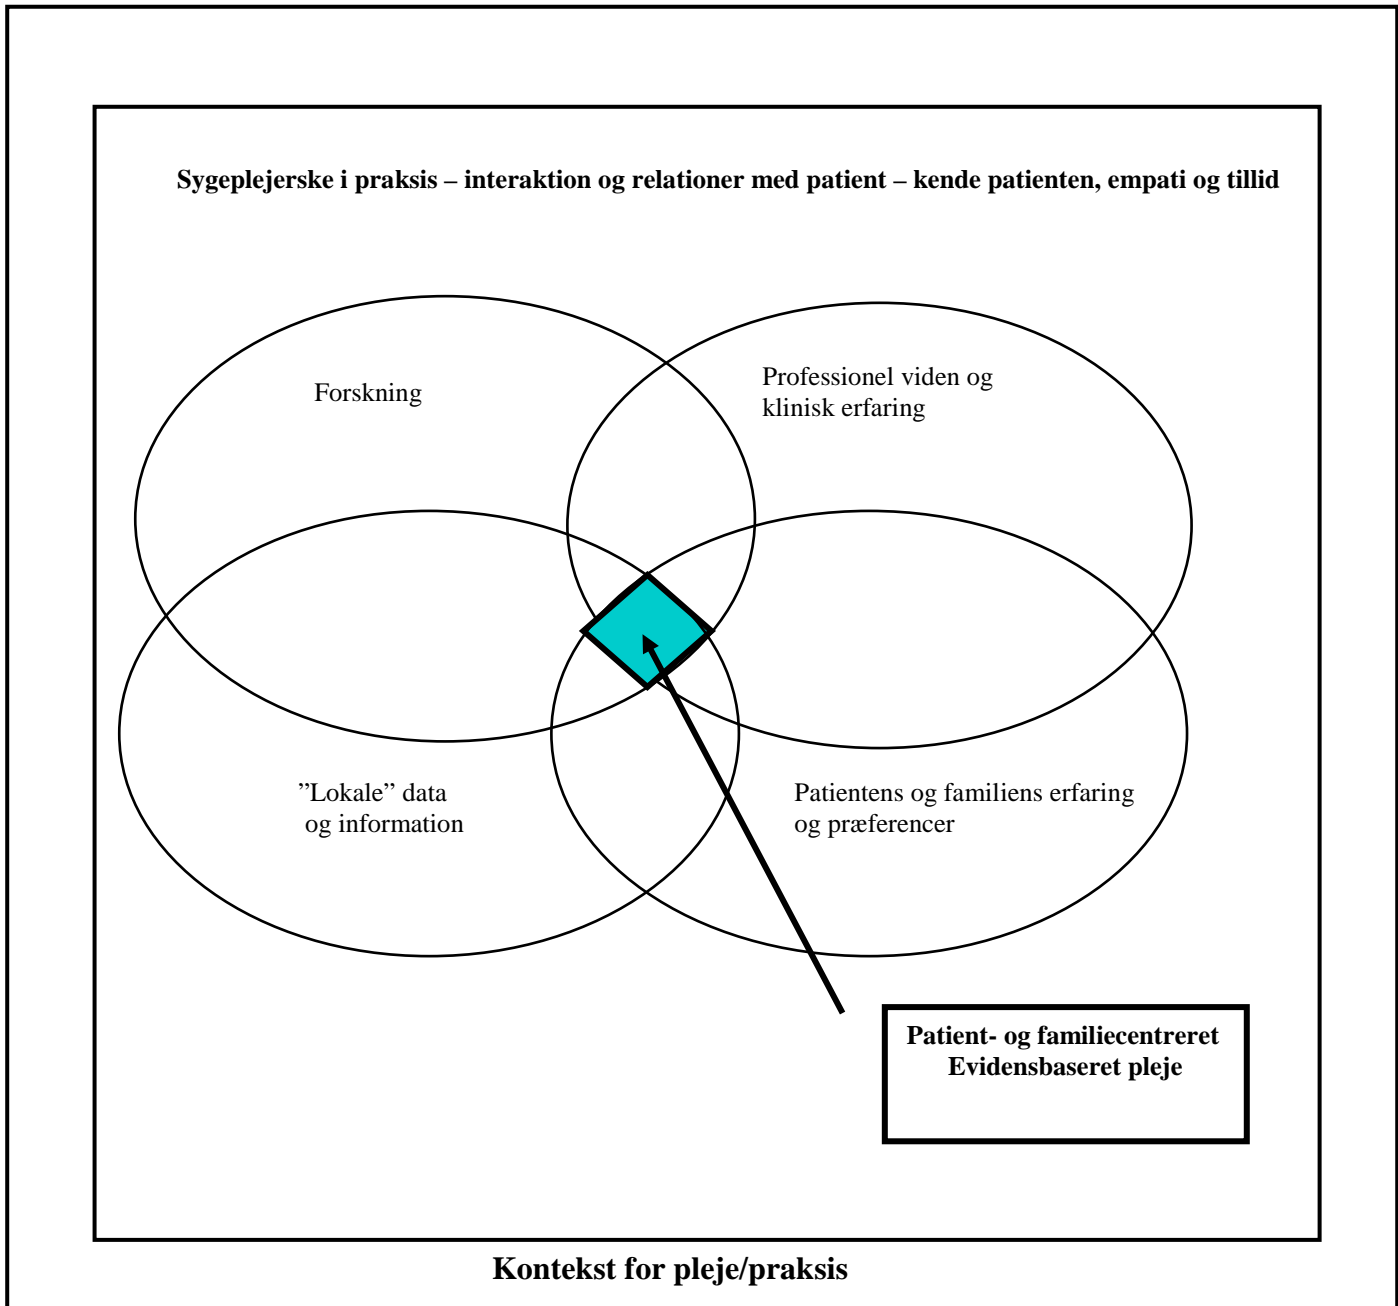 Sygeplejerske i praksis – interaktion og relationer med patient – kende patienten, empati og tillid
Forskning
Professionel viden og
klinisk erfaring
”Lokale” data
og information
Patientens og familiens erfaring
og præferencer
Patient- og familiecentreret
Evidensbaseret pleje
Kontekst for pleje/praksis